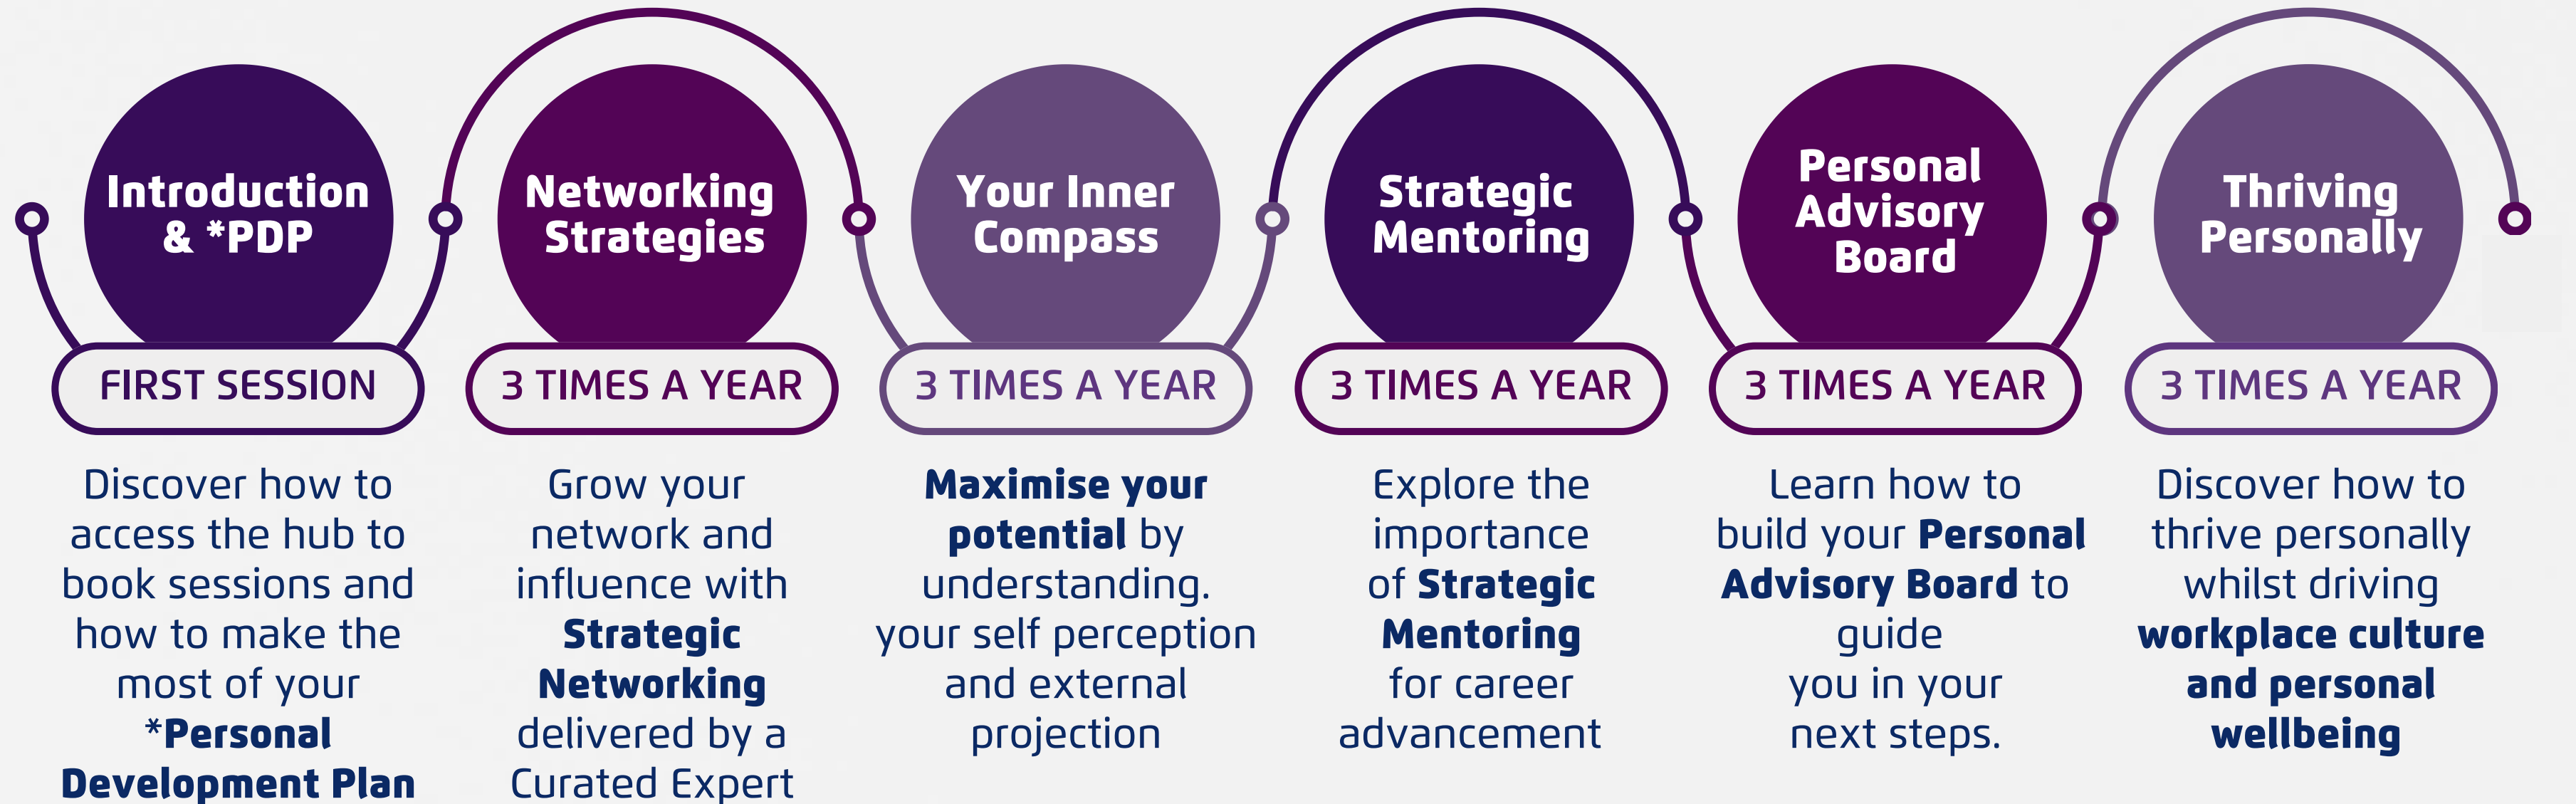 Introduction
& *PDP
FIRST SESSION
Discover how to
access the hub to
book sessions and
how to make the
most of your
*Personal
Development Plan
Networking
Strategies
3 TIMES A YEAR
Grow your
network and
influence with
Strategic
Networking
delivered by a
Curated Expert
Your Inner
Compass
3 TIMES A YEAR
Maximise your
potential by
understanding.
your self perception
and external
projection
Strategic
Mentoring
3 TIMES A YEAR
Explore the
importance
of Strategic
Mentoring
for career
advancement
Personal
Advisory
Board
3 TIMES A YEAR
Learn how to
build your Personal
Advisory Board to
guide
you in your
next steps.
Thriving
Personally
3 TIMES A YEAR
Discover how to
thrive personally
whilst driving
workplace culture
and personal
wellbeing